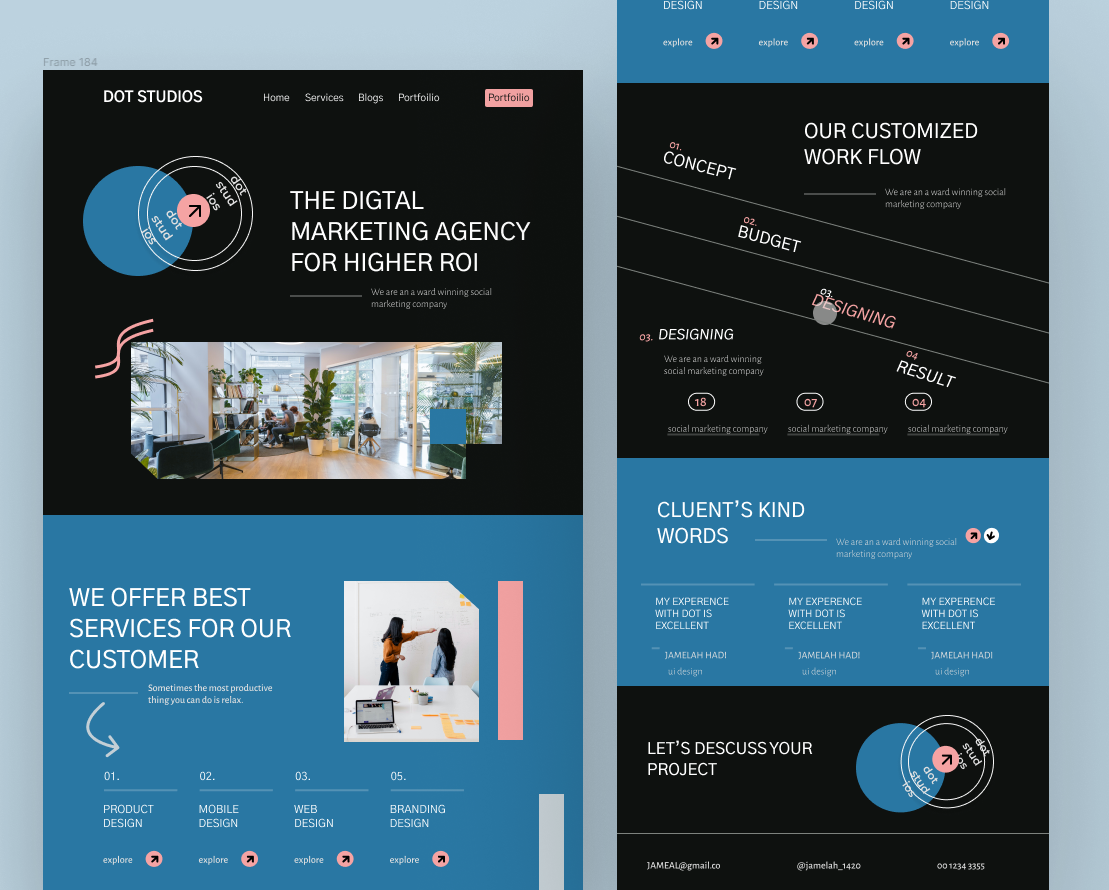 Frame 184
DOT STUDIOS
Home
Services
Blogs
Portfoilio
Portfoilio
dot
stud
ios
dot
stud
ios
THE DIGTAL
MARKETING AGENCY
FOR HIGHER ROI
We are an a ward winning social
marketing company
WE OFFER BEST
SERVICES FOR OUR
CUSTOMER
Sometimes the most productive
thing you can do is relax.
01.
02.
03.
05.
PRODUCT
DESIGN
MOBILE
DESIGN
WEB
DESIGN
BRANDING
DESIGN
explore
explore
explore
explore
DESIGN
DESIGN
DESIGN
DESIGN
explore
explore
explore
explore
OUR CUSTOMIZED
WORK FLOW
We are an a ward winning social
marketing company
01.
CONCEPT
02.
BUDGET
03.
DESIGNING
04
RESULT
03. DESIGNING
We are an a ward winning
social marketing company
18
07
04
social marketing company
social marketing company
social marketing company
CLUENT’S KIND
WORDS
We are an a ward winning social
marketing company
MY EXPERENCE
WITH DOT IS
EXCELLENT
JAMELAH HADI
ui design
MY EXPERENCE
WITH DOT IS
EXCELLENT
JAMELAH HADI
ui design
MY EXPERENCE
WITH DOT IS
EXCELLENT
JAMELAH HADI
ui design
LET’S DESCUSS YOUR
PROJECT
dot
stud
ios
dot
stud
ios
JAMEAL@gmail.co
@jamelah_1420
00 1234 3355